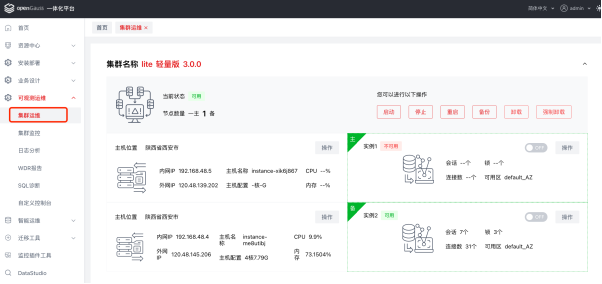 openGauss 一体化平台
简体中文
admin
首页
资源中心
安装部署
业务设计
可观测运维
集群运维
集群监控
日志分析
WDR报告
SQL诊断
自定义控制台
智能运维
迁移工具
监控插件工具
DataStudio
首页
集群运维 ×
集群名称 lite 轻量版 3.0.0
当前状态 可用
节点数量 一主 1 备
您可以进行以下操作
启动 停止 重启 备份 卸载 强制卸载
主机位置 陕西省西安市 操作
内网IP 192.168.48.5 主机名称 instance-xik6j867 CPU --%
外网IP 120.48.139.202 主机配置 -核-G 内存 --%
主
实例1 不可用 OFF 操作
会话 --个 锁 --个
连接数 --个 可用区 default_AZ
主机位置 陕西省西安市 操作
内网IP 192.168.48.4 主机名称 instance-me8utibj CPU 9.9%
外网IP 120.48.145.206 主机配置 4核7.79G 内存 73.1504%
备
实例2 可用 OFF 操作
会话 7个 锁 --个
连接数 31个 可用区 default_AZ